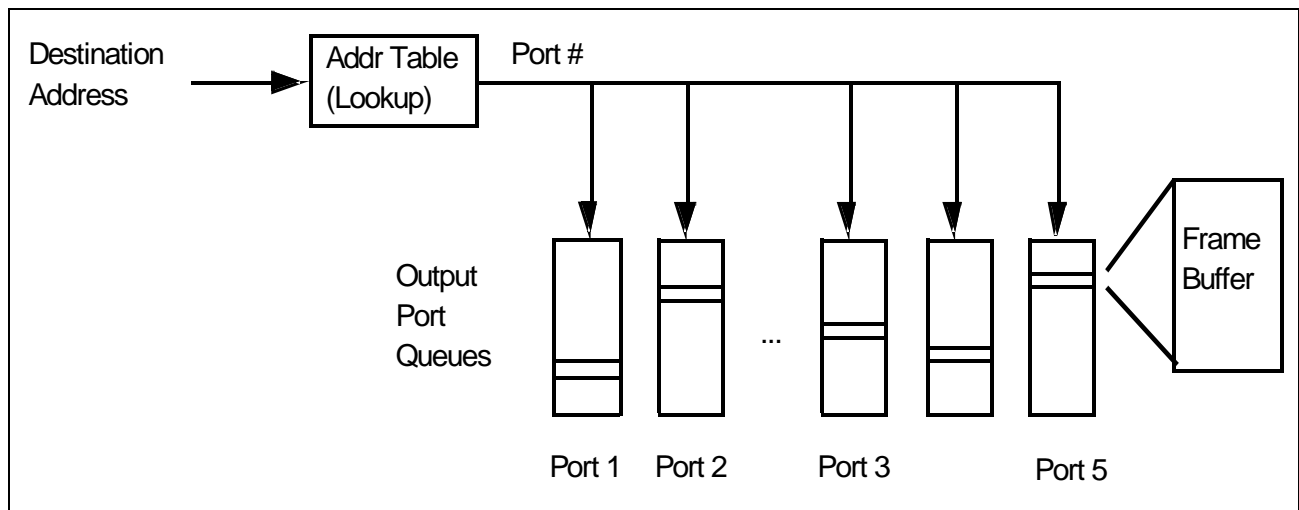 Destination
Address
Addr Table
(Lookup)
Port #
Output
Port
Queues
...
Frame
Buffer
Port 1
Port 2
Port 3
Port 5